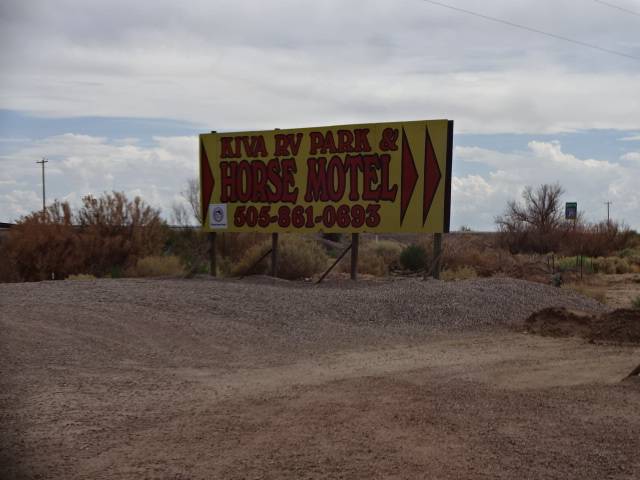 KIVA RV PARK &
HORSE MOTEL
505-861-0693